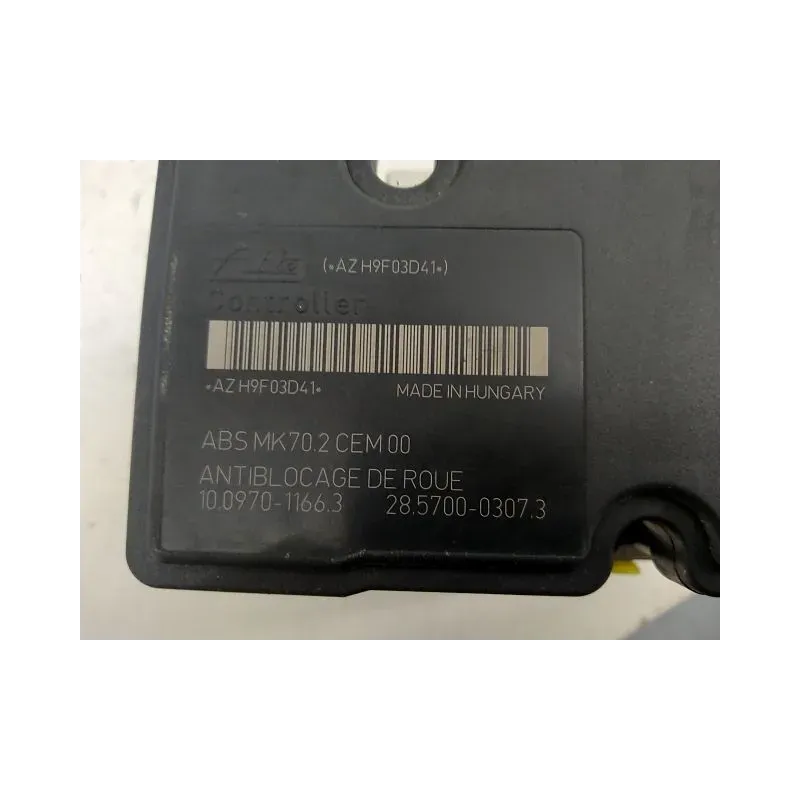 Ate (*AZ H9F03D41*)
Controller
*AZ H9F03D41* MADE IN HUNGARY
ABS MK70.2 CEM 00
ANTIBLOCAGE DE ROUE
10.0970-1166.3 28.5700-0307.3